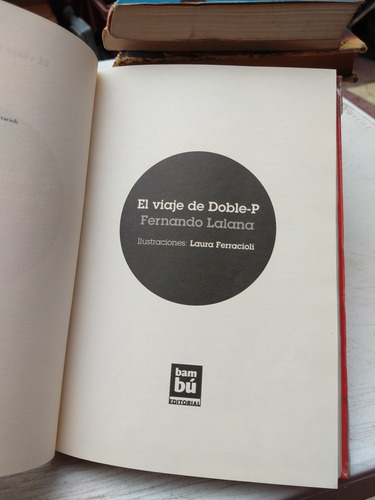 El viaje de Doble-P
Fernando Lalana
Ilustraciones: Laura Ferracioli
bam
bú
EDITORIAL